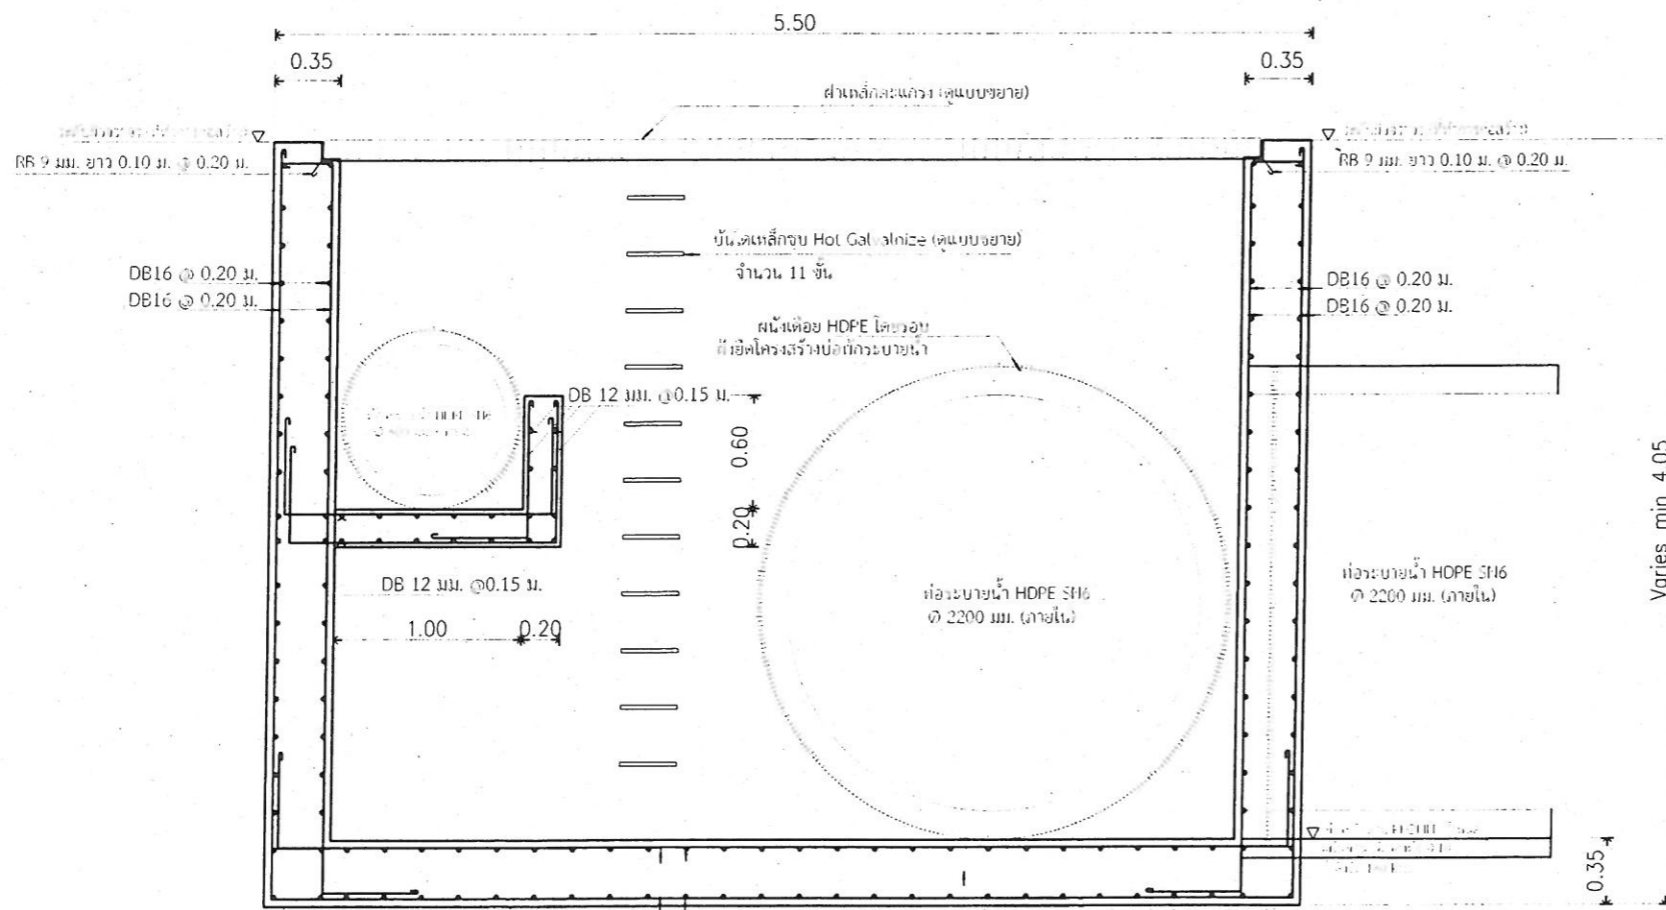 5.50
0.35
0.35
ฝาเหล็กตะแกรง (ดูแบบขยาย)
RB 9 มม. ยาว 0.10 ม. @ 0.20 ม.
RB 9 มม. ยาว 0.10 ม. @ 0.20 ม.
บันไดเหล็กชุบ Hot Galvalnize (ดูแบบขยาย)
จำนวน 11 ขั้น
DB16 @ 0.20 ม.
DB16 @ 0.20 ม.
DB16 @ 0.20 ม.
DB16 @ 0.20 ม.
ผนังเดือย HDPE โดยรอบ
ฝังยึดโครงสร้างบ่อพักระบายน้ำ
DB 12 มม. @0.15 ม.
0.60
0.20
DB 12 มม. @0.15 ม.
1.00
0.20
ท่อระบายน้ำ HDPE SN6
Ø 2200 มม. (ภายใน)
ท่อระบายน้ำ HDPE SN6
Ø 2200 มม. (ภายใน)
Varies min 4.05
0.35